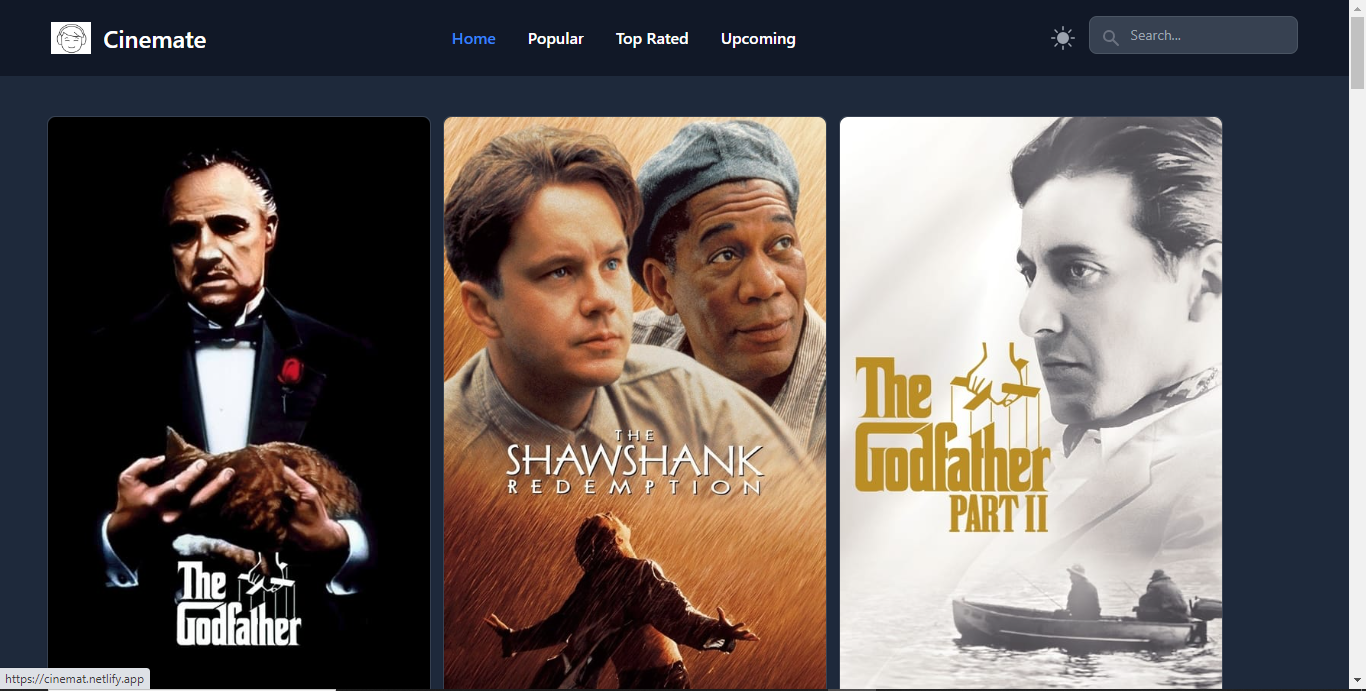 Cinemate
Home
Popular
Top Rated
Upcoming
Search...
The
Godfather
THE
SHAWSHANK
REDEMPTION
The
Godfather
PART II
https://cinemat.netlify.app